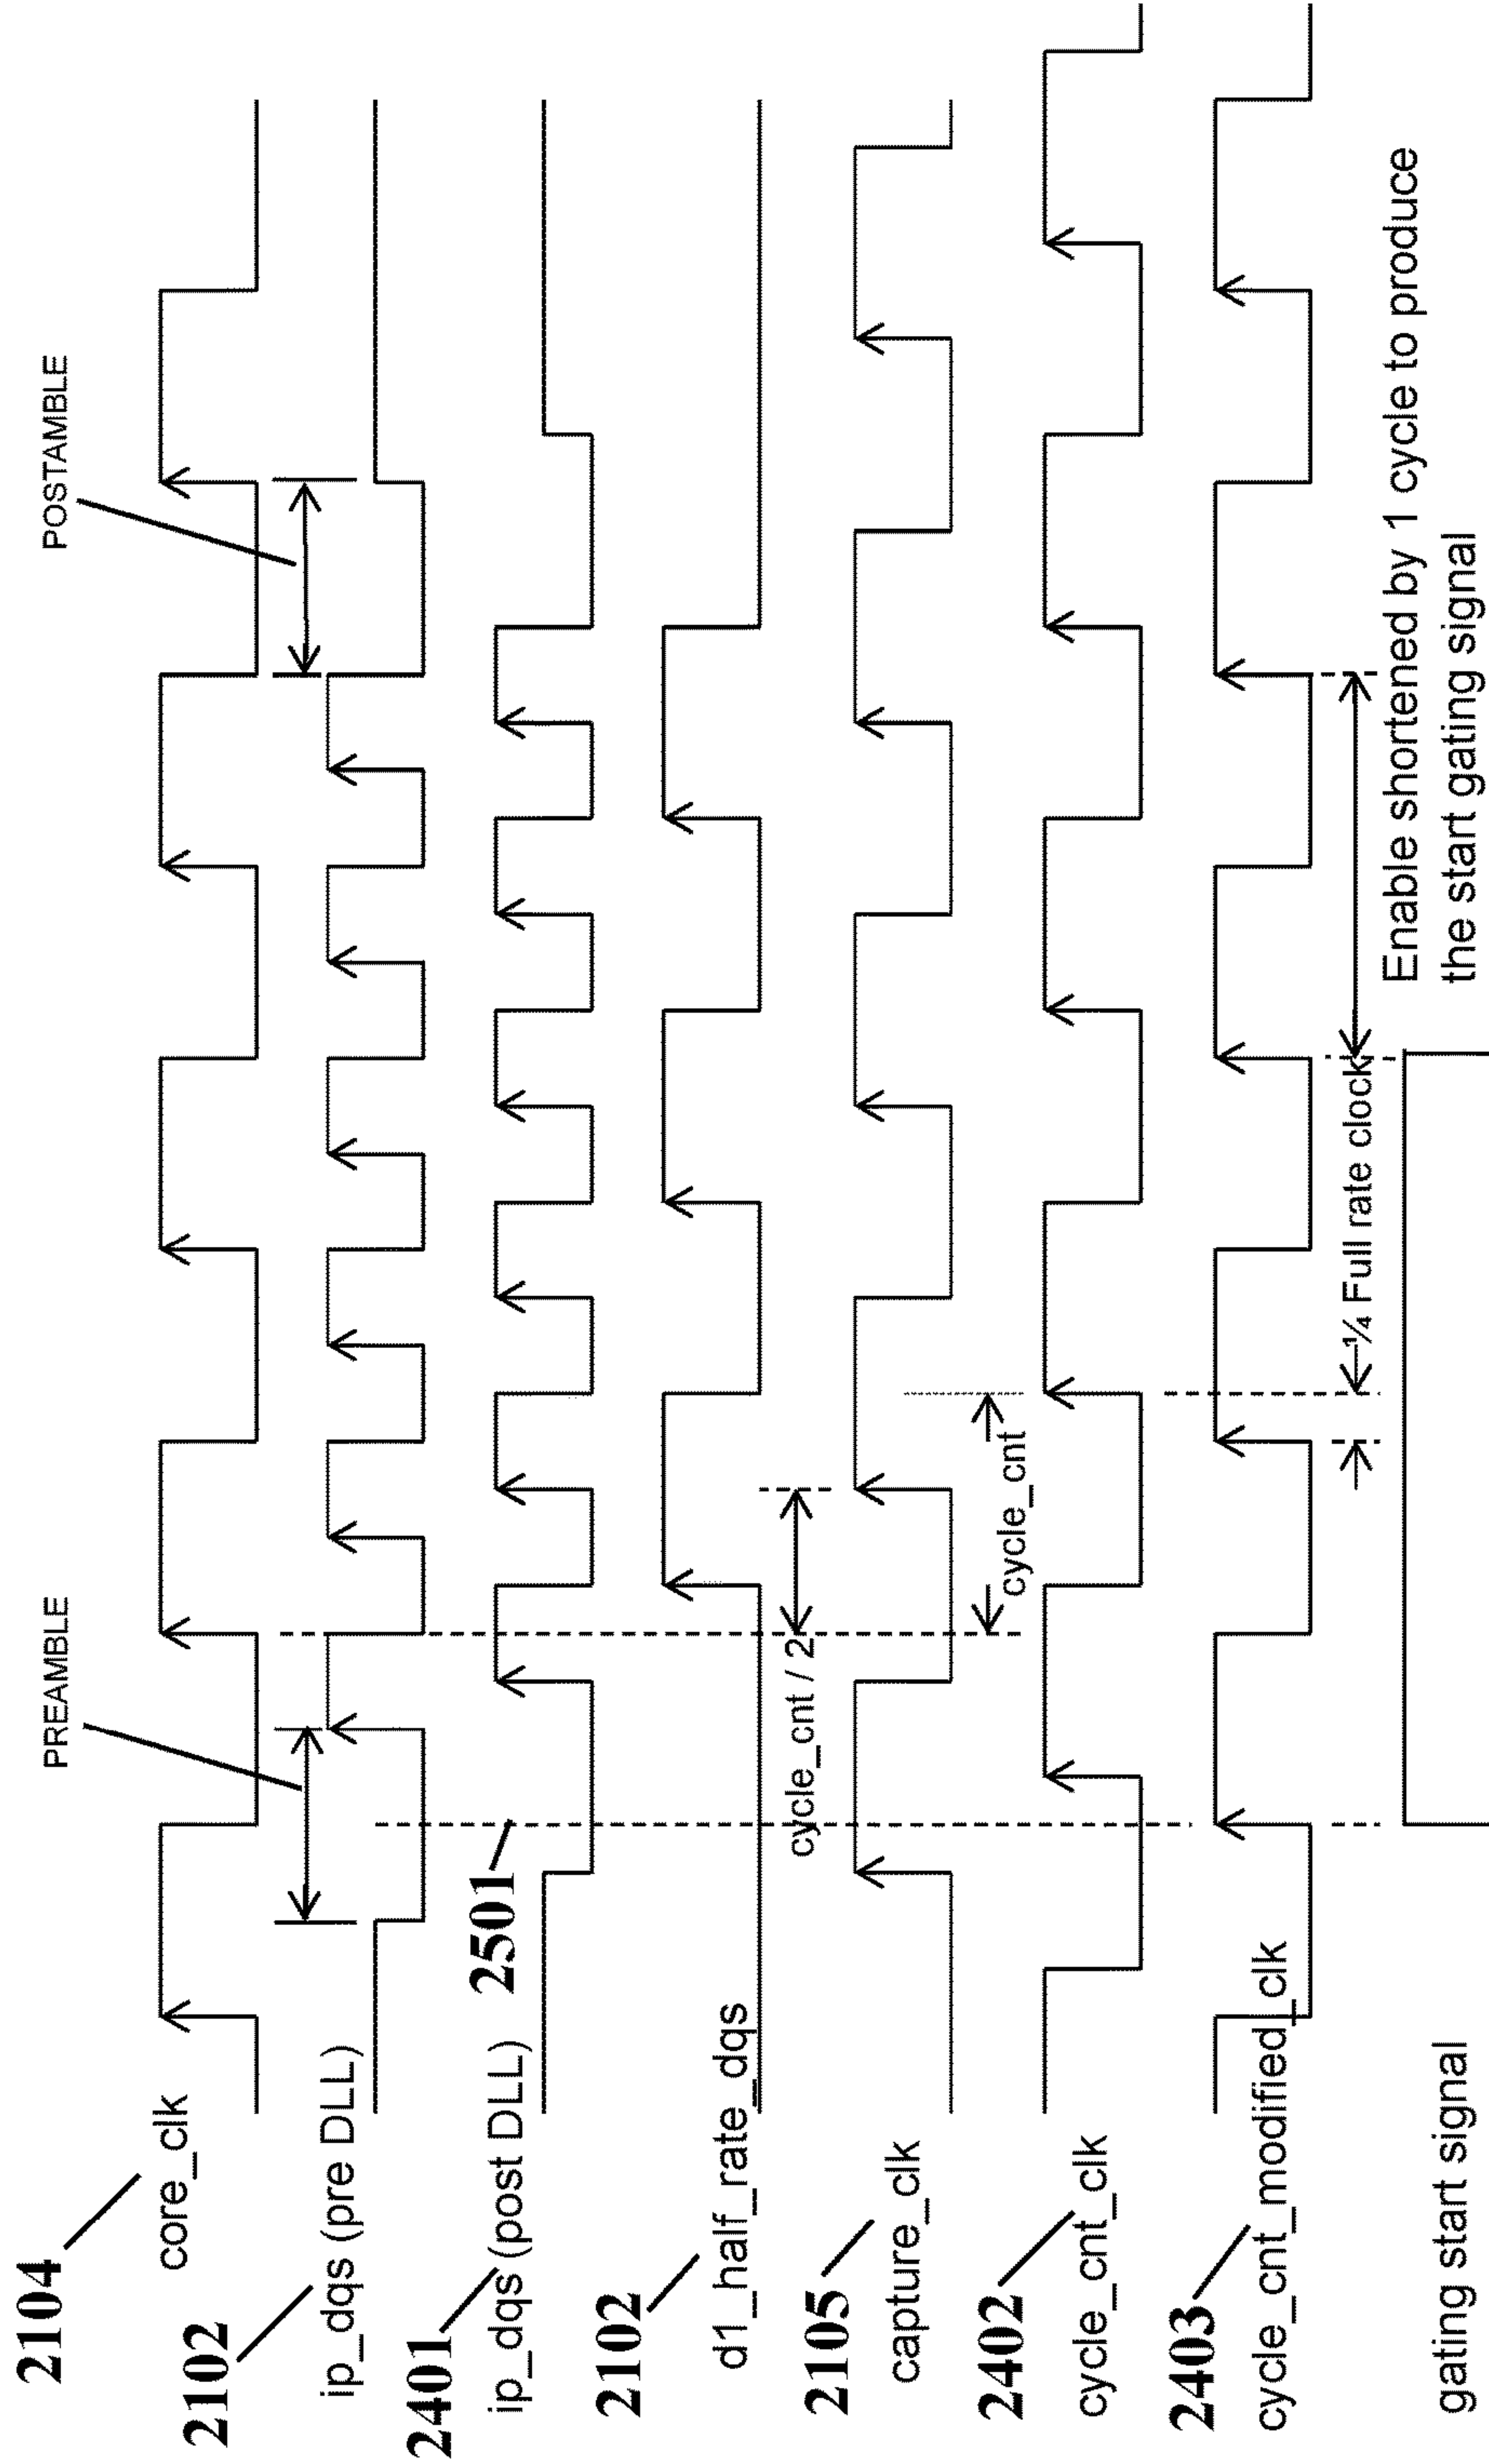 POSTAMBLE
PREAMBLE
2104
core_clk
2102
ip_dqs (pre DLL)
2401
ip_dqs (post DLL)
2501
2102
d1_half_rate_dqs
cycle_cnt / 2
2105
capture_clk
cycle_cnt
2402
cycle_cnt_clk
2403
cycle_cnt_modified_clk
¼ Full rate clock
Enable shortened by 1 cycle to produce
the start gating signal
gating start signal